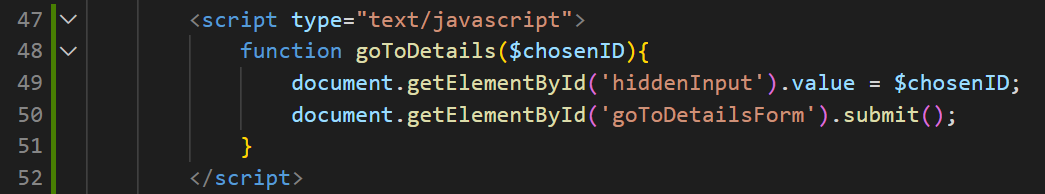 47 <script type="text/javascript">
48 function goToDetails($chosenID){
49 document.getElementById('hiddenInput').value = $chosenID;
50 document.getElementById('goToDetailsForm').submit();
51 }
52 </script>